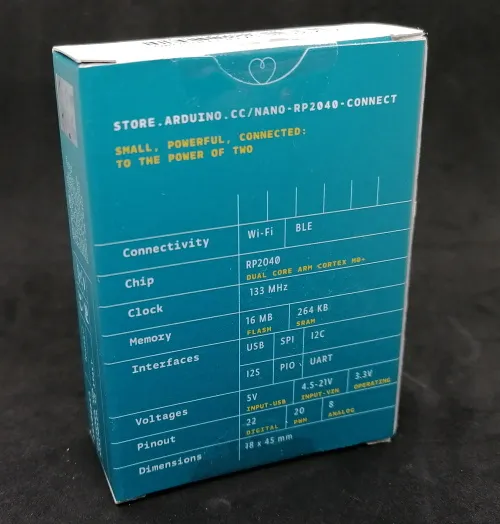 STORE.ARDUINO.CC/NANO-RP2040-CONNECT
SMALL, POWERFUL, CONNECTED:
TO THE POWER OF TWO
Connectivity Wi-Fi BLE
Chip RP2040
DUAL CORE ARM CORTEX M0+
Clock 133 MHz
Memory 16 MB 264 KB
FLASH SRAM
Interfaces USB SPI I2C
I2S PIO UART
Voltages 5V 4.5-21V 3.3V
INPUT-USB INPUT-VIN OPERATING
Pinout 22 20 8
DIGITAL PWM ANALOG
Dimensions 18 x 45 mm